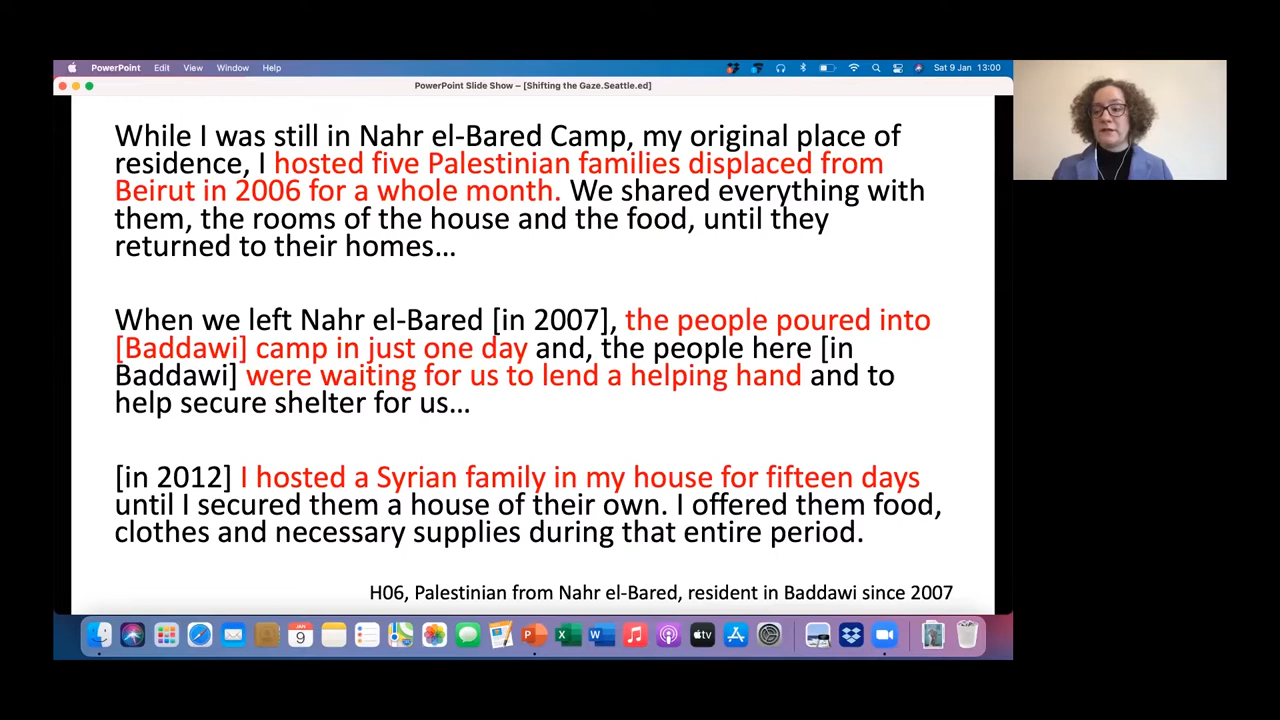 PowerPoint Edit View Window Help Sat 9 Jan 13:00
PowerPoint Slide Show – [Shifting the Gaze.Seattle.ed]
While I was still in Nahr el-Bared Camp, my original place of
residence, I hosted five Palestinian families displaced from
Beirut in 2006 for a whole month. We shared everything with
them, the rooms of the house and the food, until they
returned to their homes…
When we left Nahr el-Bared [in 2007], the people poured into
[Baddawi] camp in just one day and, the people here [in
Baddawi] were waiting for us to lend a helping hand and to
help secure shelter for us…
[in 2012] I hosted a Syrian family in my house for fifteen days
until I secured them a house of their own. I offered them food,
clothes and necessary supplies during that entire period.
H06, Palestinian from Nahr el-Bared, resident in Baddawi since 2007
JAN
9
tv